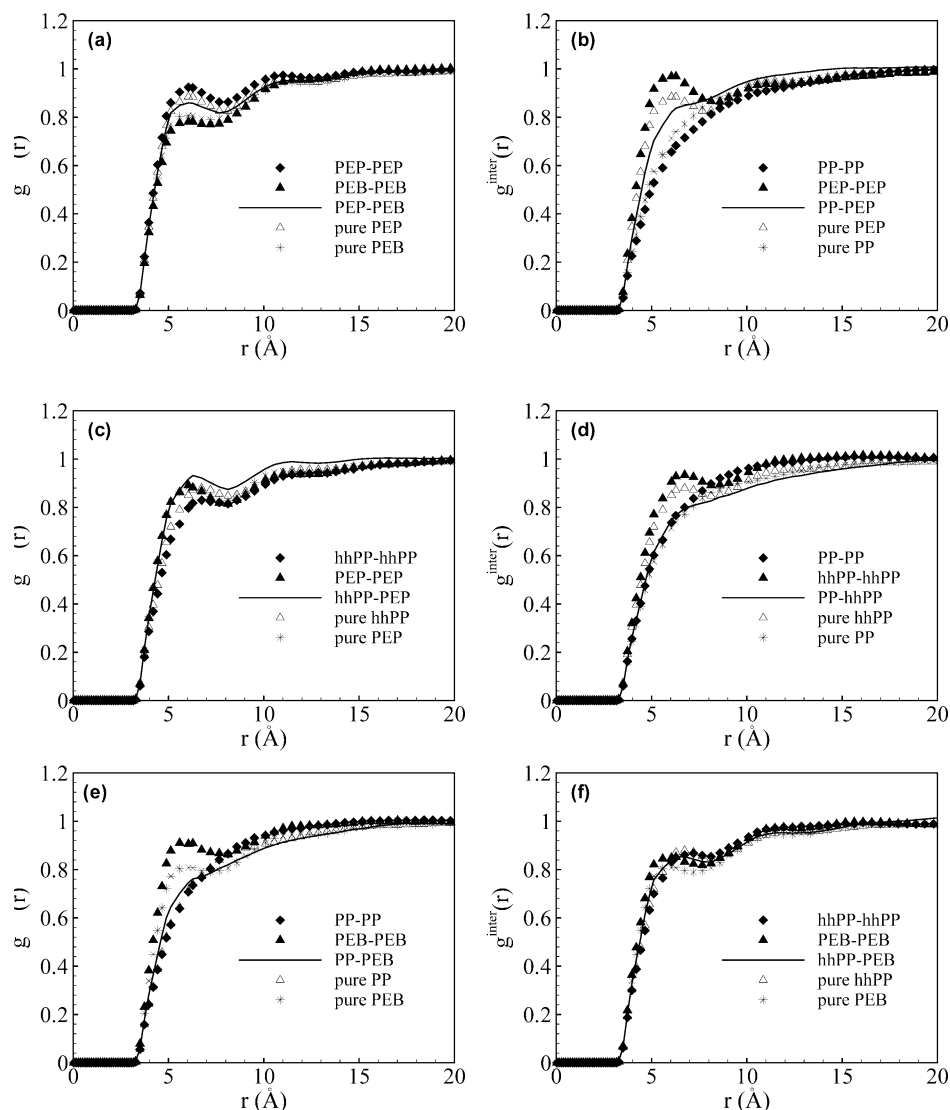 (a)
g (r)
1.2
1
0.8
0.6
0.4
0.2
0
0 5 10 15 20
r (Å)
PEP-PEP
PEB-PEB
PEP-PEB
pure PEP
pure PEB
(b)
g^inter(r)
1.2
1
0.8
0.6
0.4
0.2
0
0 5 10 15 20
r (Å)
PP-PP
PEP-PEP
PP-PEP
pure PEP
pure PP
(c)
g (r)
1.2
1
0.8
0.6
0.4
0.2
0
0 5 10 15 20
r (Å)
hhPP-hhPP
PEP-PEP
hhPP-PEP
pure hhPP
pure PEP
(d)
g^inter(r)
1.2
1
0.8
0.6
0.4
0.2
0
0 5 10 15 20
r (Å)
PP-PP
hhPP-hhPP
PP-hhPP
pure hhPP
pure PP
(e)
g (r)
1.2
1
0.8
0.6
0.4
0.2
0
0 5 10 15 20
r (Å)
PP-PP
PEB-PEB
PP-PEB
pure PP
pure PEB
(f)
g^inter(r)
1.2
1
0.8
0.6
0.4
0.2
0
0 5 10 15 20
r (Å)
hhPP-hhPP
PEB-PEB
hhPP-PEB
pure hhPP
pure PEB